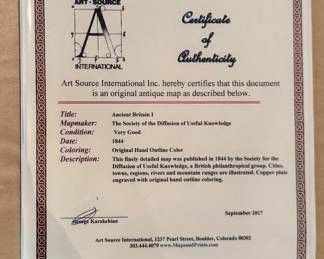 ART - SOURCE
A
INTERNATIONAL
Certificate
of
Authenticity
Art Source International Inc. hereby certifies that this document
is an original antique map as described below.
Title: Ancient Britain I
Mapmaker: The Society of the Diffusion of Useful Knowledge
Condition: Very Good
Date: 1844
Coloring: Original Hand Outline Color
Description: This finely detailed map was published in 1844 by the Society for the
Diffusion of Useful Knowledge, a British philanthropic group. Cities,
towns, regions, rivers and mountain ranges are illustrated. Copper plate
engraved with original hand outline coloring.
George Karakehian
September 2017
Art Source International, 1237 Pearl Street, Boulder, Colorado 80302
303.444.4079 www.MapsandPrints.com